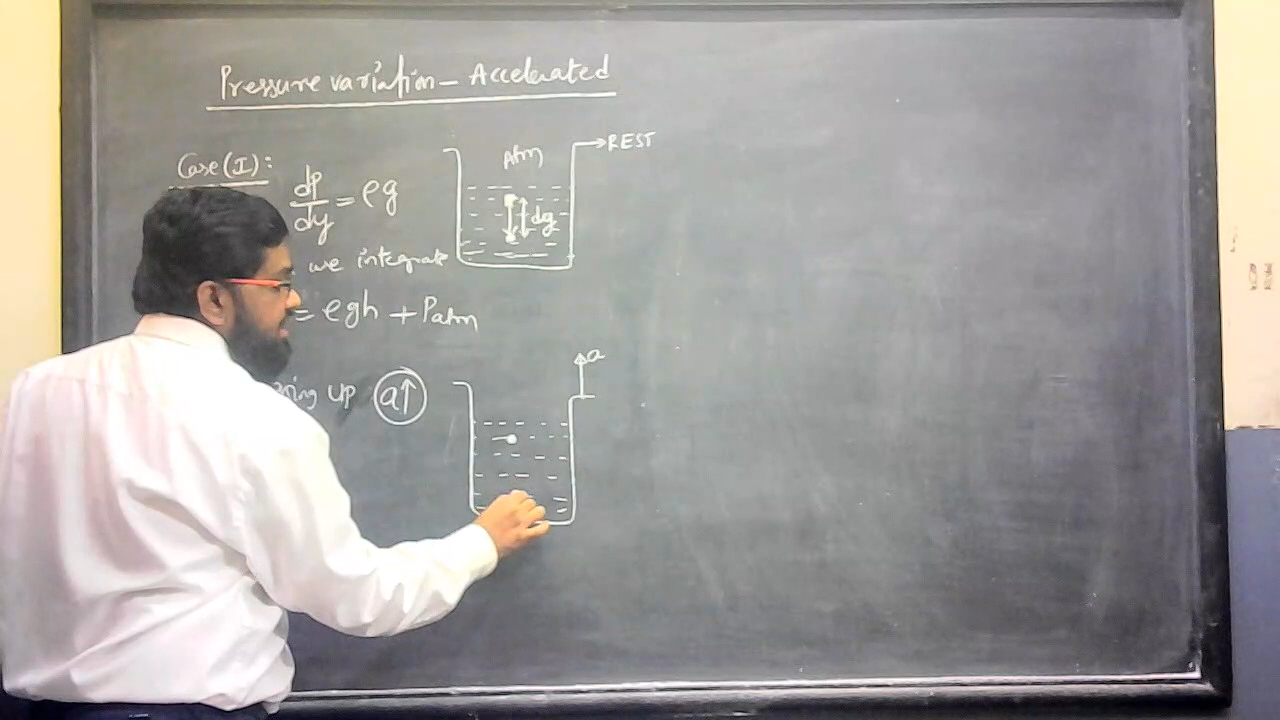 Pressure variation - Accelerated
Case (I):
dp/dy = ρg
we integrate
= ρgh + Patm
Atm
→ REST
dy
up a↑
a